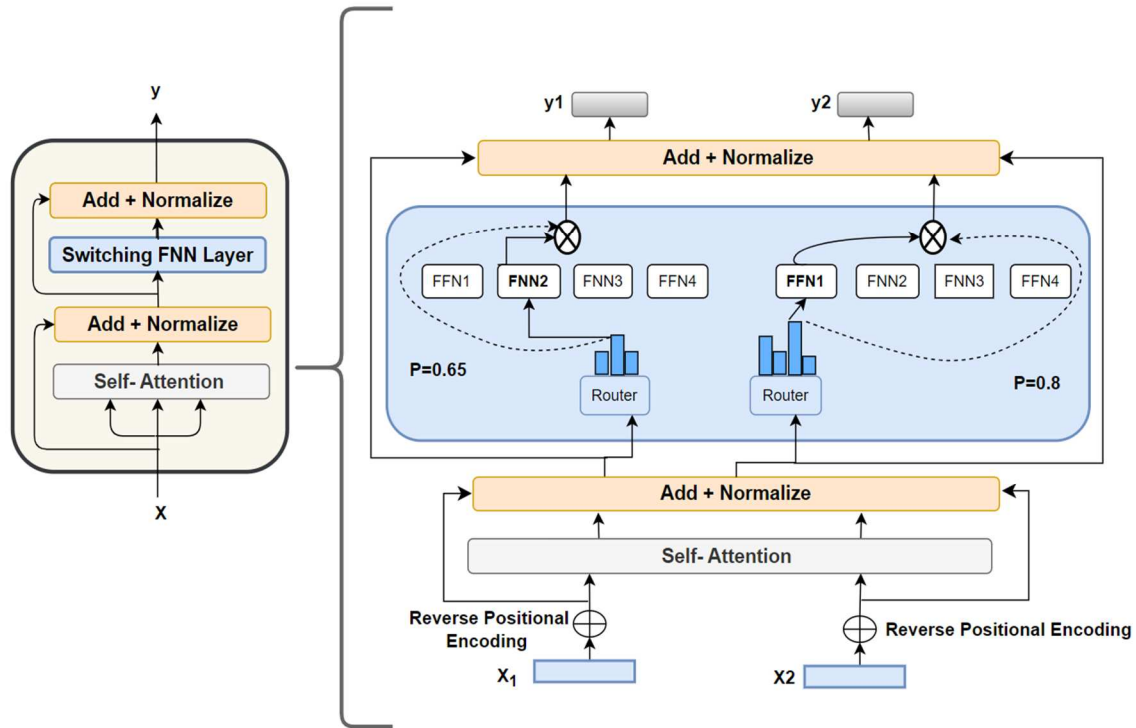 y
Add + Normalize
Switching FNN Layer
Add + Normalize
Self- Attention
X
y1
y2
Add + Normalize
FFN1
FNN2
FNN3
FFN4
FFN1
FNN2
FNN3
FFN4
P=0.65
P=0.8
Router
Router
Add + Normalize
Self- Attention
Reverse Positional
Encoding
Reverse Positional Encoding
X1
X2